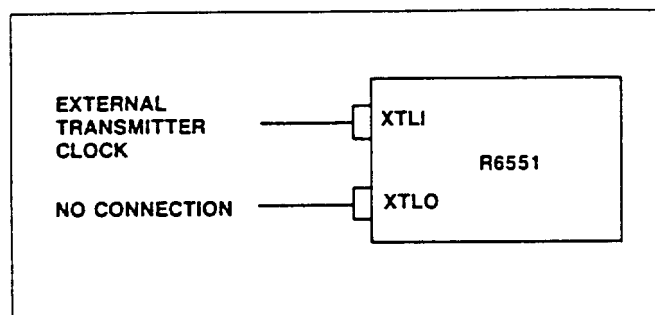 EXTERNAL
TRANSMITTER
CLOCK
XTLI
R6551
NO CONNECTION
XTLO